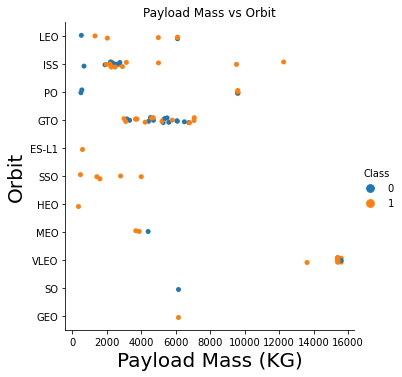 Payload Mass vs Orbit
LEO
ISS
PO
GTO
ES-L1
SSO
HEO
MEO
VLEO
SO
GEO
Orbit
Class
0
1
0 2000 4000 6000 8000 10000 12000 14000 16000
Payload Mass (KG)